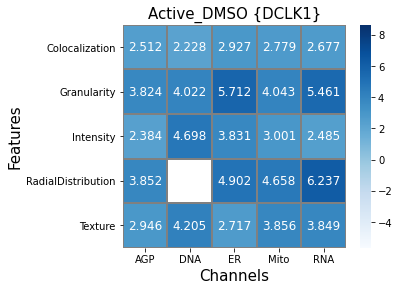 Active_DMSO {DCLK1}
Features
Colocalization 2.512 2.228 2.927 2.779 2.677
Granularity 3.824 4.022 5.712 4.043 5.461
Intensity 2.384 4.698 3.831 3.001 2.485
RadialDistribution 3.852 4.902 4.658 6.237
Texture 2.946 4.205 2.717 3.856 3.849
AGP DNA ER Mito RNA
Channels
8
6
4
2
0
−2
−4